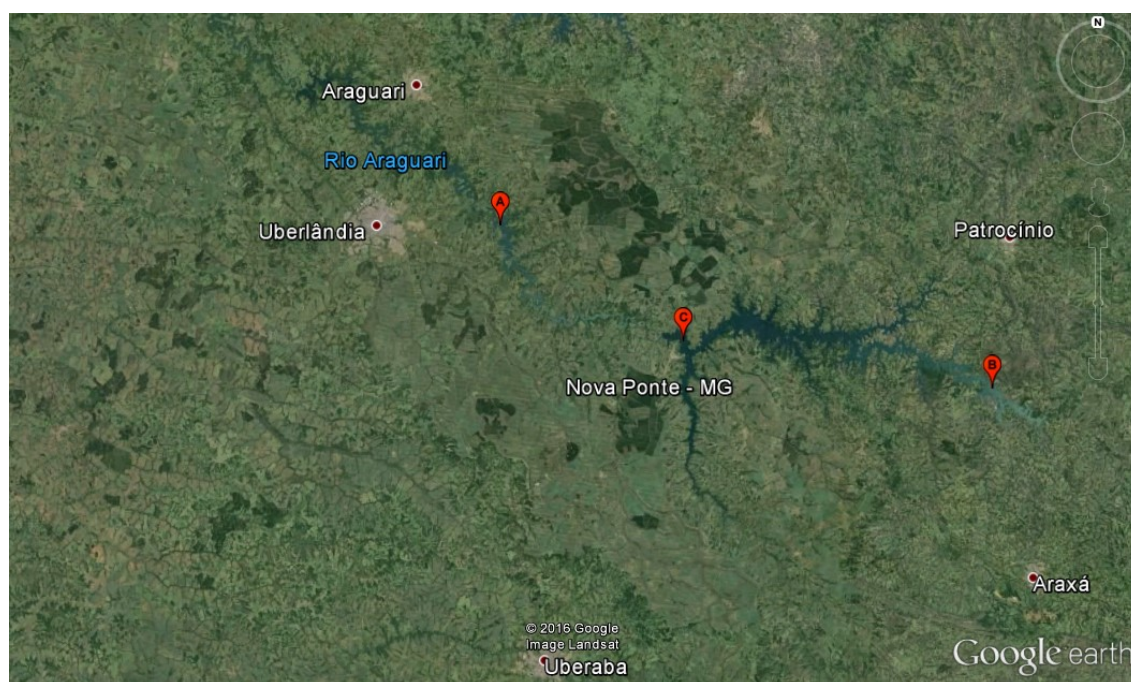 N
Araguari
Rio Araguari
A
Uberlândia
Patrocínio
C
B
Nova Ponte - MG
Araxá
© 2016 Google
Image Landsat
Uberaba
Google earth